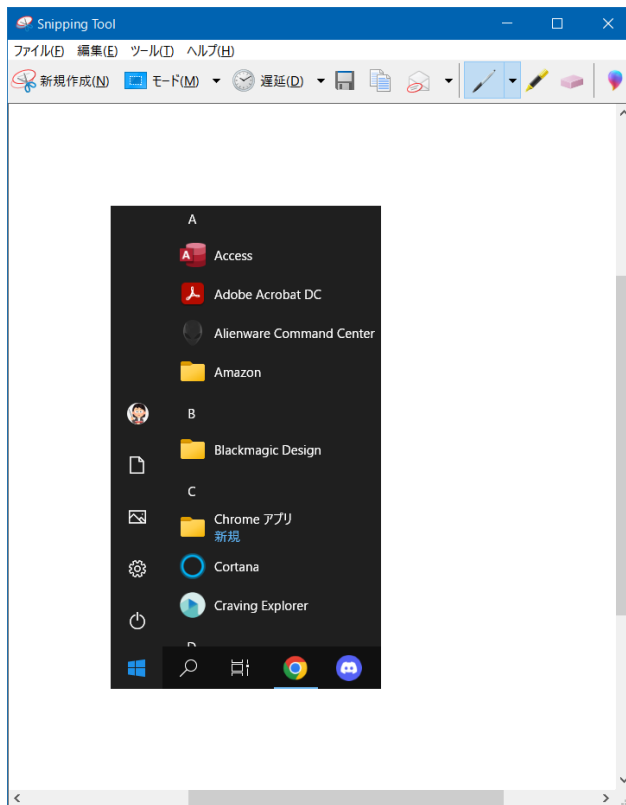 Snipping Tool
ファイル(F) 編集(E) ツール(T) ヘルプ(H)
新規作成(N) モード(M) 遅延(D)
A
Access
Adobe Acrobat DC
Alienware Command Center
Amazon
B
Blackmagic Design
C
Chrome アプリ
新規
Cortana
Craving Explorer